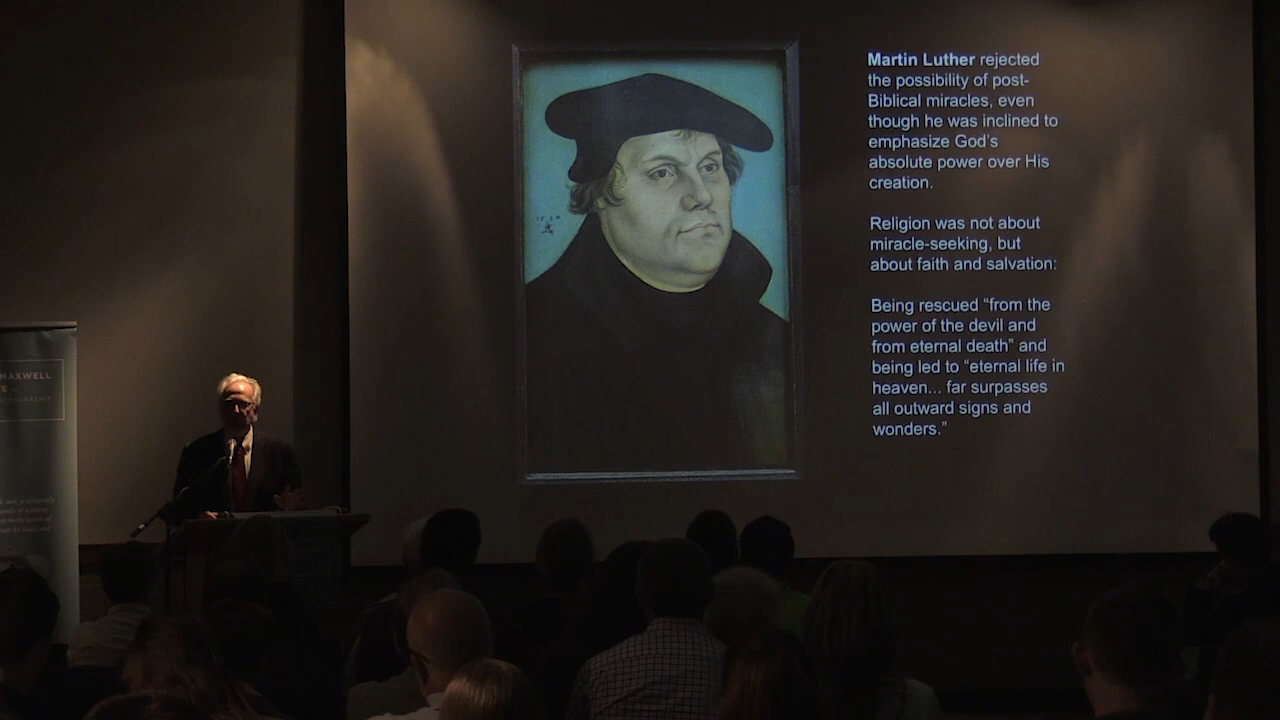 Martin Luther rejected
the possibility of post-
Biblical miracles, even
though he was inclined to
emphasize God's
absolute power over His
creation.
Religion was not about
miracle-seeking, but
about faith and salvation:
Being rescued “from the
power of the devil and
from eternal death” and
being led to “eternal life in
heaven... far surpasses
all outward signs and
wonders.”
MAXWELL